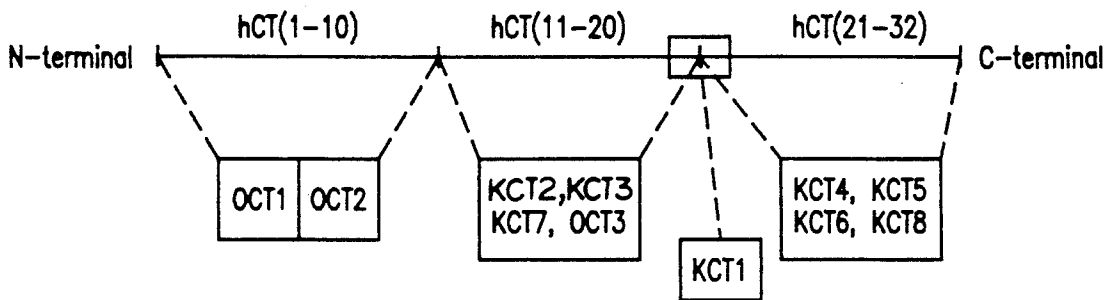 hCT(1-10) hCT(11-20) hCT(21-32)
N-terminal C-terminal
OCT1 OCT2
KCT2,KCT3
KCT7, OCT3
KCT1
KCT4, KCT5
KCT6, KCT8